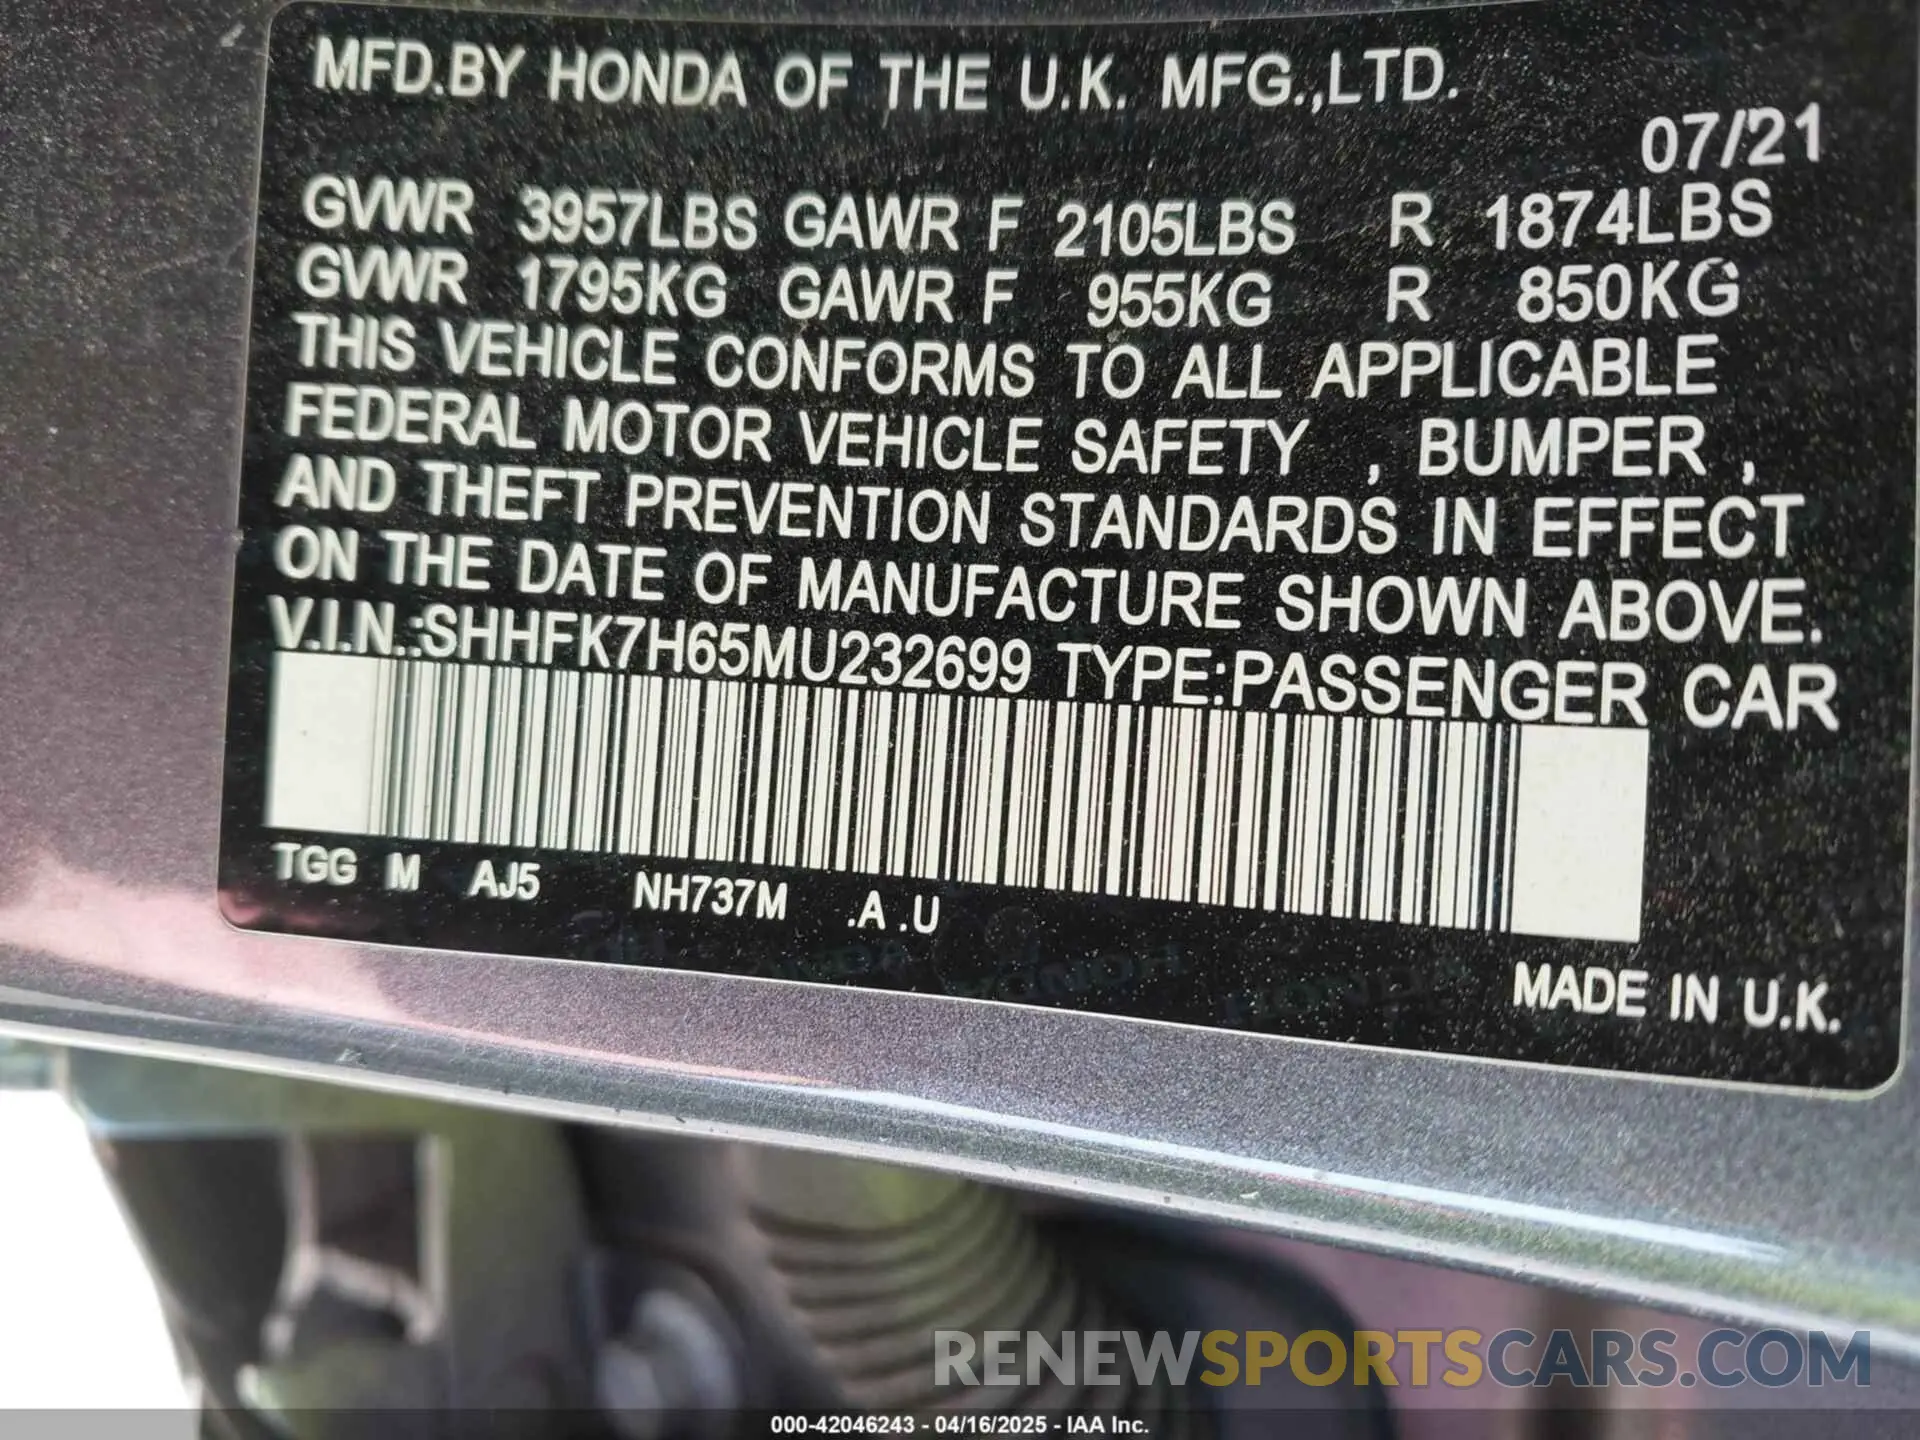 MFD.BY HONDA OF THE U.K. MFG.,LTD.
07/21
GVWR 3957LBS GAWR F 2105LBS R 1874LBS
GVWR 1795KG GAWR F 955KG R 850KG
THIS VEHICLE CONFORMS TO ALL APPLICABLE
FEDERAL MOTOR VEHICLE SAFETY , BUMPER ,
AND THEFT PREVENTION STANDARDS IN EFFECT
ON THE DATE OF MANUFACTURE SHOWN ABOVE.
V.I.N.:SHHFK7H65MU232699 TYPE:PASSENGER CAR
TGG M AJ5 NH737M .A .U
HONDA
MADE IN U.K.
RENEWSPORTSCARS.COM
000-42046243 - 04/16/2025 - IAA Inc.